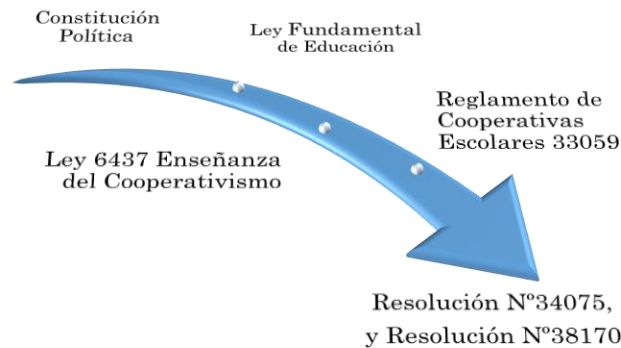 Constitución
Política
Ley Fundamental
de Educación
Ley 6437 Enseñanza
del Cooperativismo
Reglamento de
Cooperativas
Escolares 33059
Resolución Nº34075,
y Resolución Nº38170